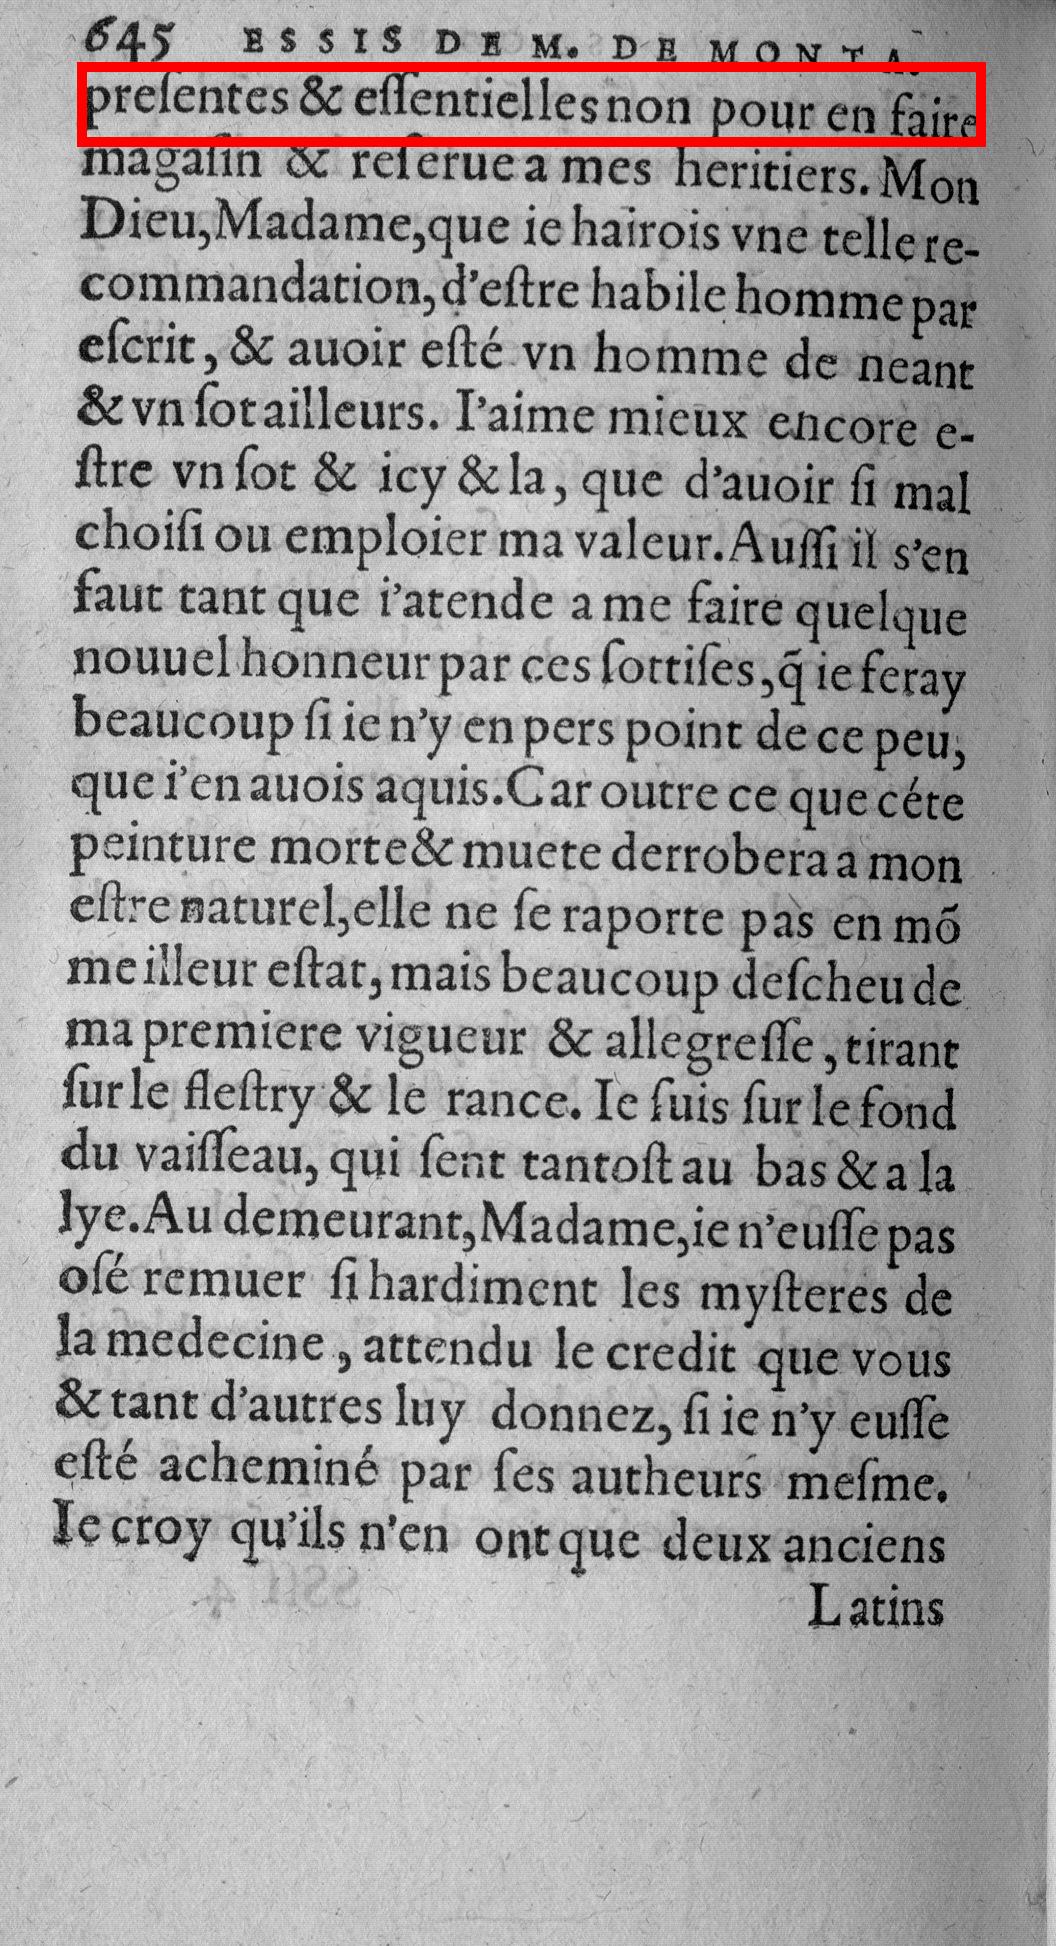 645 ESSIS DE M. DE MONTA.
preſentes & eſſentielles non pour en faire
magaſin & reſerue a mes heritiers. Mon
Dieu, Madame, que ie hairois vne telle re-
commandation, d'eſtre habile homme par
eſcrit, & auoir eſté vn homme de neant
& vn ſot ailleurs. I'aime mieux encore e-
ſtre vn ſot & icy & la, que d'auoir ſi mal
choiſi ou emploier ma valeur. Auſſi il s'en
faut tant que i'atende a me faire quelque
nouuel honneur par ces ſottiſes, q̃ ie feray
beaucoup ſi ie n'y en pers point de ce peu,
que i'en auois aquis. Car outre ce que céte
peinture morte & muete derrobera a mon
eſtre naturel, elle ne ſe raporte pas en mõ
meilleur eſtat, mais beaucoup deſcheu de
ma premiere vigueur & allegreſſe, tirant
ſur le fleſtry & le rance. Ie ſuis ſur le fond
du vaiſſeau, qui ſent tantoſt au bas & a la
lye. Au demeurant, Madame, ie n'euſſe pas
oſé remuer ſi hardiment les myſteres de
la medecine, attendu le credit que vous
& tant d'autres luy donnez, ſi ie n'y euſſe
eſté acheminé par ſes autheurs meſme.
Ie croy qu'ils n'en ont que deux anciens
Latins